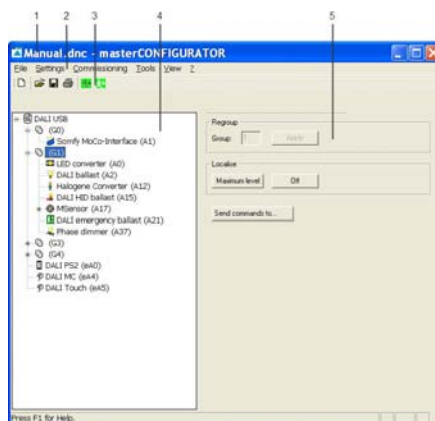 1 2 3 4 5
Manual.dnc - masterCONFIGURATOR
File Settings Commissioning Tools View ?
DALI USB
(G0)
Somfy MoCo-Interface (A1)
(G1)
LED converter (A0)
DALI ballast (A2)
Halogene Converter (A12)
DALI HID ballast (A15)
MSensor (A17)
DALI emergency ballast (A21)
Phase dimmer (A37)
(G3)
(G4)
DALI PS2 (eA0)
DALI MC (eA4)
DALI Touch (eA5)
Regroup
Group: Apply
Localise
Maximum level Off
Send commands to...
Press F1 for Help.